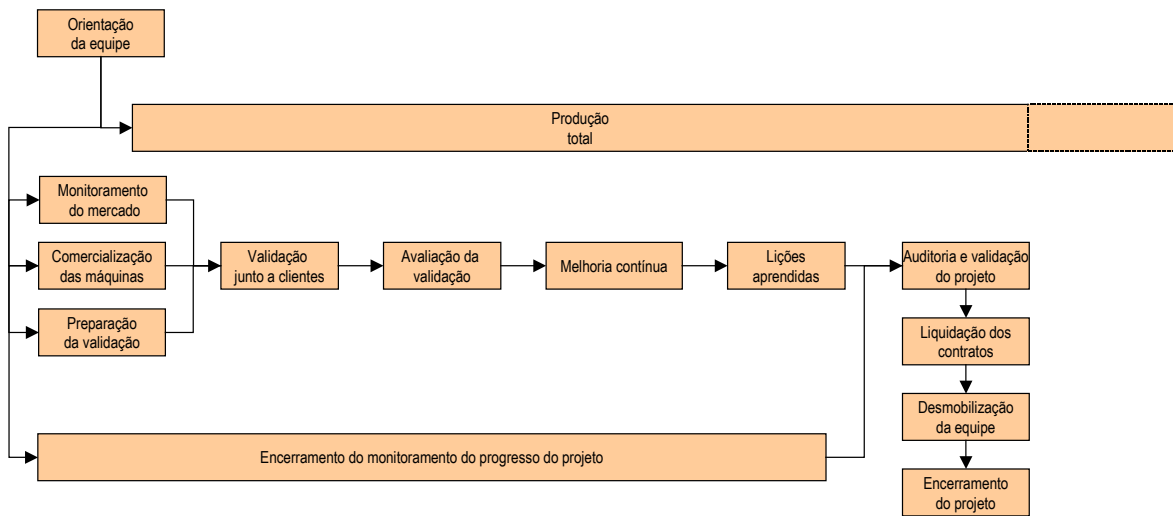 Orientação
da equipe
Produção
total
Monitoramento
do mercado
Comercialização
das máquinas
Preparação
da validação
Validação
junto a clientes
Avaliação da
validação
Melhoria contínua
Lições
aprendidas
Auditoria e validação
do projeto
Liquidação dos
contratos
Desmobilização
da equipe
Encerramento
do projeto
Encerramento do monitoramento do progresso do projeto